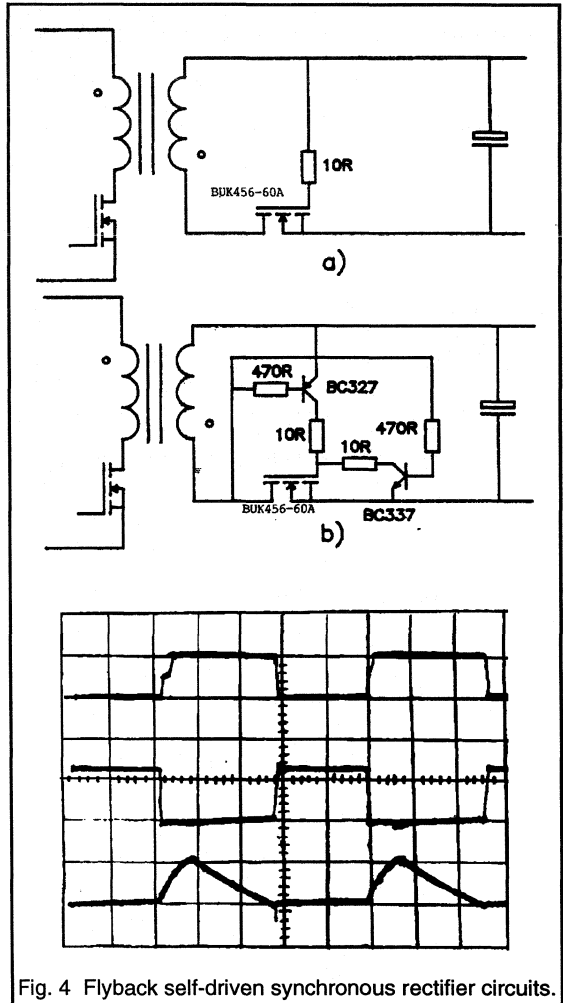 10R
BUK456-60A
a)
470R
BC327
10R
10R
470R
BUK456-60A
BC337
b)
Fig. 4 Flyback self-driven synchronous rectifier circuits.